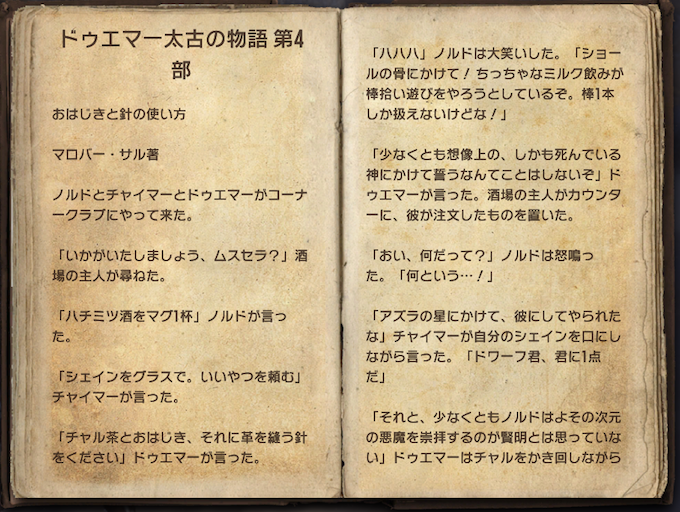 ドゥエマー太古の物語 第4
部
おはじきと針の使い方
マロバー・サル著
ノルドとチャイマーとドゥエマーがコーナ
ークラブにやって来た。
「いかがいたしましょう、ムスセラ？」酒
場の主人が尋ねた。
「ハチミツ酒をマグ1杯」ノルドが言っ
た。
「シェインをグラスで。いいやつを頼む」
チャイマーが言った。
「チャル茶とおはじき、それに革を縫う針
をください」ドゥエマーが言った。
「ハハハ」ノルドは大笑いした。「ショー
ルの骨にかけて！ちっちゃなミルク飲みが
棒拾い遊びをやろうとしているぞ。棒1本
しか扱えないけどな！」
「少なくとも想像上の、しかも死んでいる
神にかけて誓うなんてことはしないぞ」ド
ゥエマーが言った。酒場の主人がカウンタ
ーに、彼が注文したものを置いた。
「おい、何だって？」ノルドは怒鳴っ
た。「何という…！」
「アズラの星にかけて、彼にしてやられた
な」チャイマーが自分のシェインを口にし
ながら言った。「ドワーフ君、君に1点
だ」
「それと、少なくともノルドはよその次元
の悪魔を崇拝するのが賢明とは思っていな
い」ドゥエマーはチャルをかき回しながら